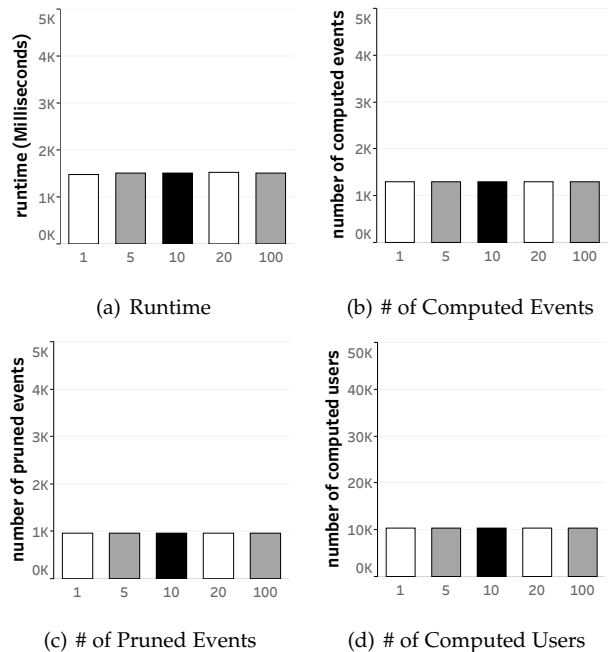 5K
4K
3K
2K
1K
0K
runtime (Milliseconds)
1 5 10 20 100
(a) Runtime
5K
4K
3K
2K
1K
0K
number of computed events
1 5 10 20 100
(b) # of Computed Events
5K
4K
3K
2K
1K
0K
number of pruned events
1 5 10 20 100
(c) # of Pruned Events
50K
40K
30K
20K
10K
0K
number of computed users
1 5 10 20 100
(d) # of Computed Users